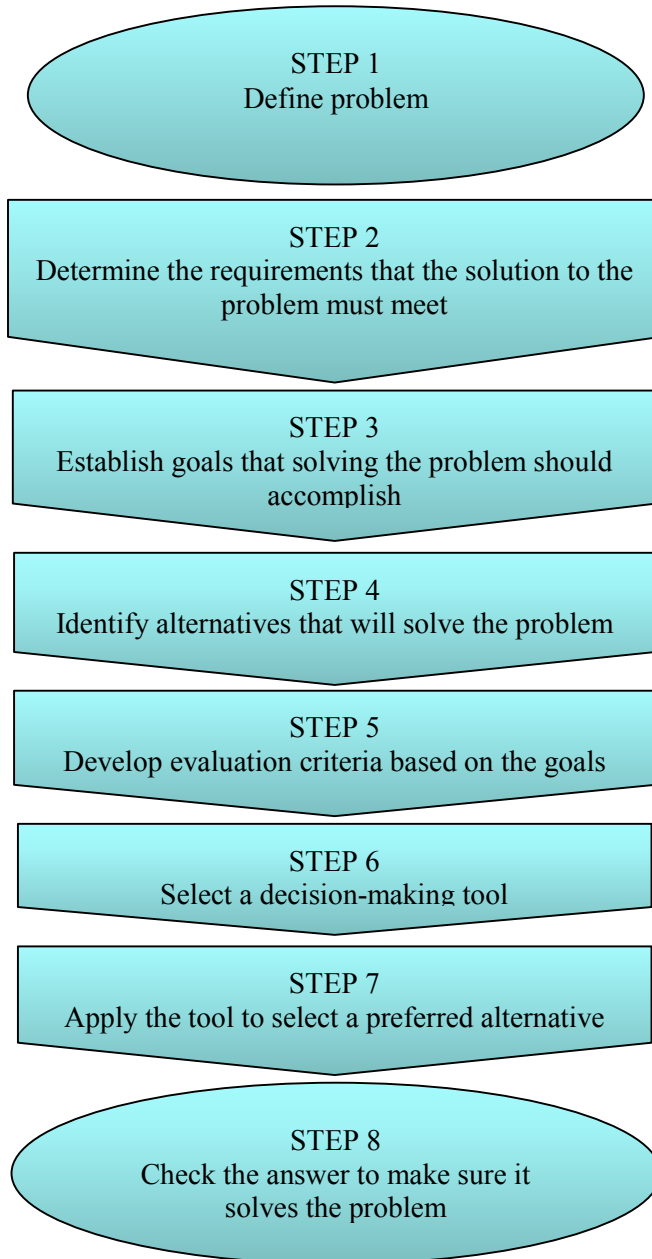 STEP 1
Define problem
STEP 2
Determine the requirements that the solution to the
problem must meet
STEP 3
Establish goals that solving the problem should
accomplish
STEP 4
Identify alternatives that will solve the problem
STEP 5
Develop evaluation criteria based on the goals
STEP 6
Select a decision-making tool
STEP 7
Apply the tool to select a preferred alternative
STEP 8
Check the answer to make sure it
solves the problem